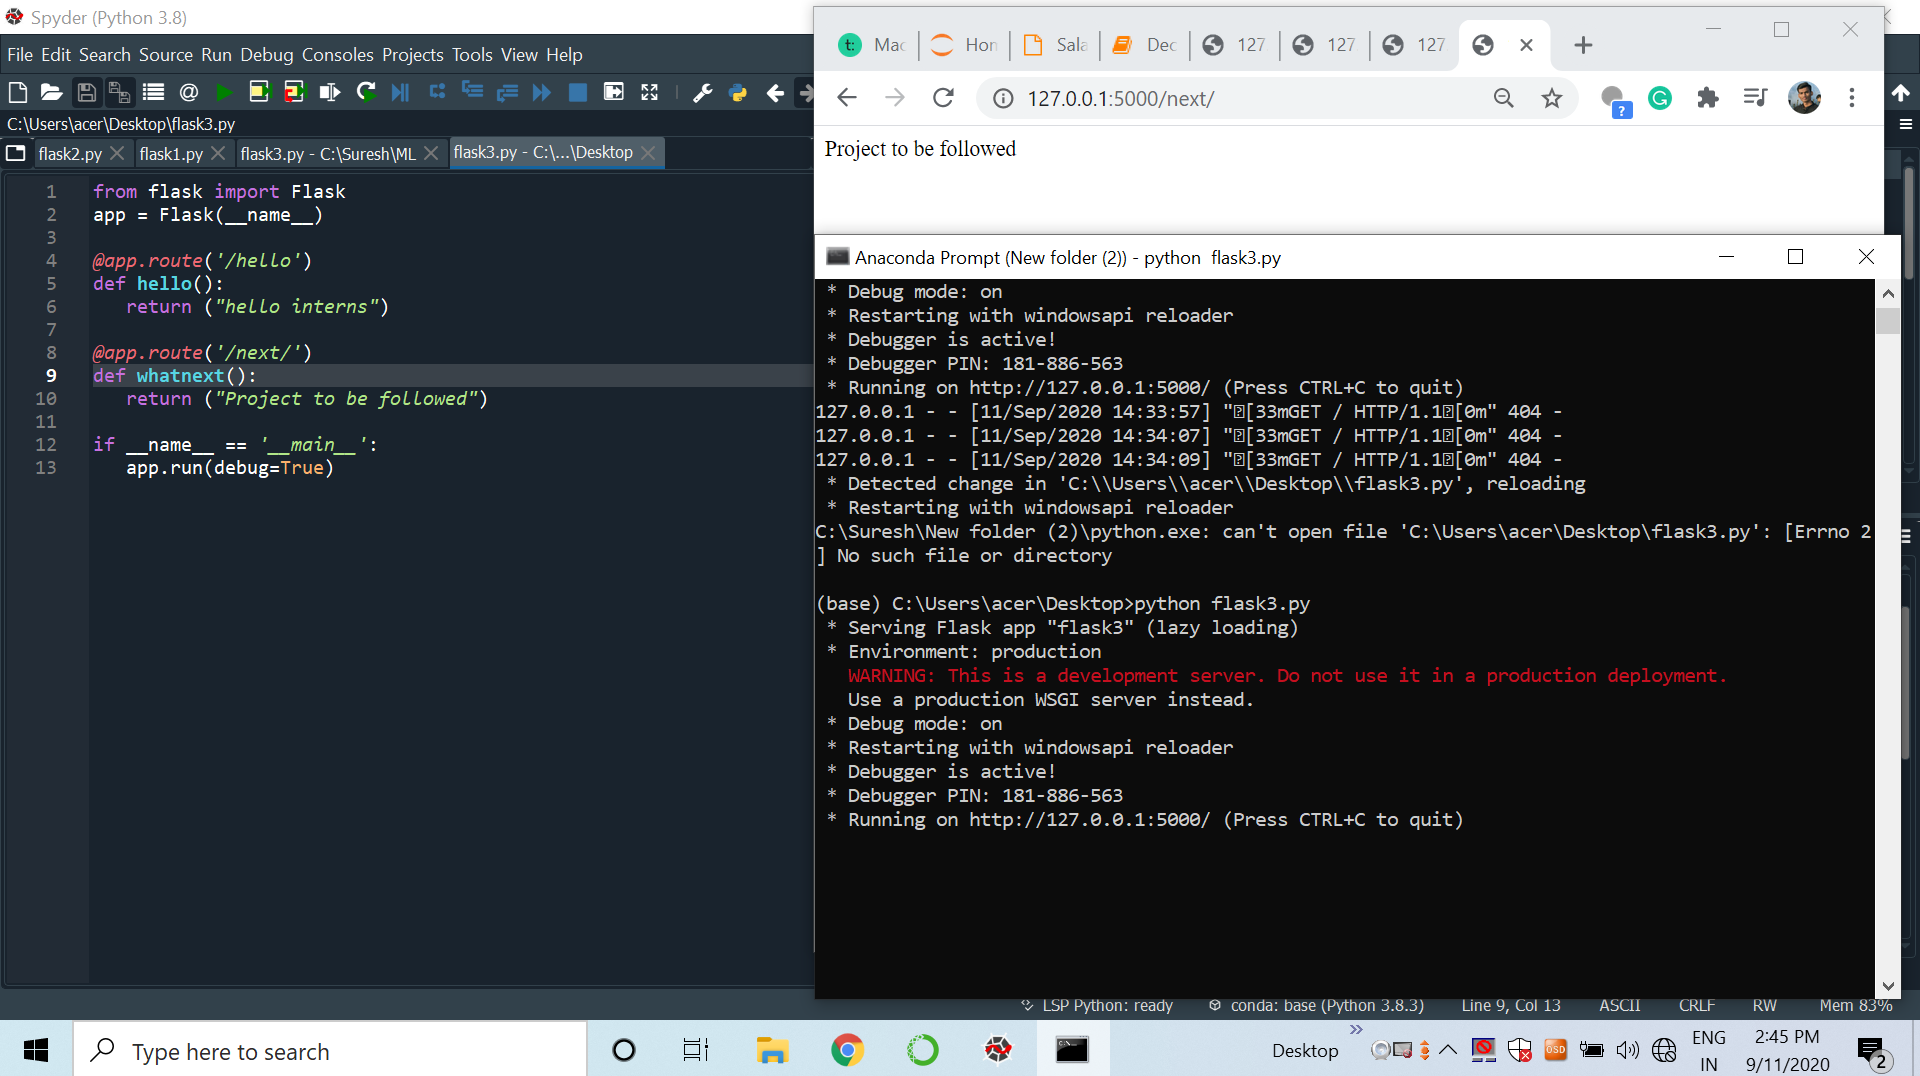 Spyder (Python 3.8)
File Edit Search Source Run Debug Consoles Projects Tools View Help
C:\Users\acer\Desktop\flask3.py
flask2.py flask1.py flask3.py - C:\Suresh\ML flask3.py - C:\...\Desktop
1 from flask import Flask
2 app = Flask(__name__)
3
4 @app.route('/hello')
5 def hello():
6 return ("hello interns")
7
8 @app.route('/next/')
9 def whatnext():
10 return ("Project to be followed")
11
12 if __name__ == '__main__':
13 app.run(debug=True)
t: Mac Hon Sala Dec 127 127 127
127.0.0.1:5000/next/
Project to be followed
Anaconda Prompt (New folder (2)) - python flask3.py
* Debug mode: on
* Restarting with windowsapi reloader
* Debugger is active!
* Debugger PIN: 181-886-563
* Running on http://127.0.0.1:5000/ (Press CTRL+C to quit)
127.0.0.1 - - [11/Sep/2020 14:33:57] "[33mGET / HTTP/1.1[0m" 404 -
127.0.0.1 - - [11/Sep/2020 14:34:07] "[33mGET / HTTP/1.1[0m" 404 -
127.0.0.1 - - [11/Sep/2020 14:34:09] "[33mGET / HTTP/1.1[0m" 404 -
* Detected change in 'C:\\Users\\acer\\Desktop\\flask3.py', reloading
* Restarting with windowsapi reloader
C:\Suresh\New folder (2)\python.exe: can't open file 'C:\Users\acer\Desktop\flask3.py': [Errno 2
] No such file or directory
(base) C:\Users\acer\Desktop>python flask3.py
* Serving Flask app "flask3" (lazy loading)
* Environment: production
WARNING: This is a development server. Do not use it in a production deployment.
Use a production WSGI server instead.
* Debug mode: on
* Restarting with windowsapi reloader
* Debugger is active!
* Debugger PIN: 181-886-563
* Running on http://127.0.0.1:5000/ (Press CTRL+C to quit)
LSP Python: ready conda: base (Python 3.8.3) Line 9, Col 13 ASCII CRLF RW Mem 83%
Type here to search
Desktop
OSD
ENG
IN
2:45 PM
9/11/2020
2